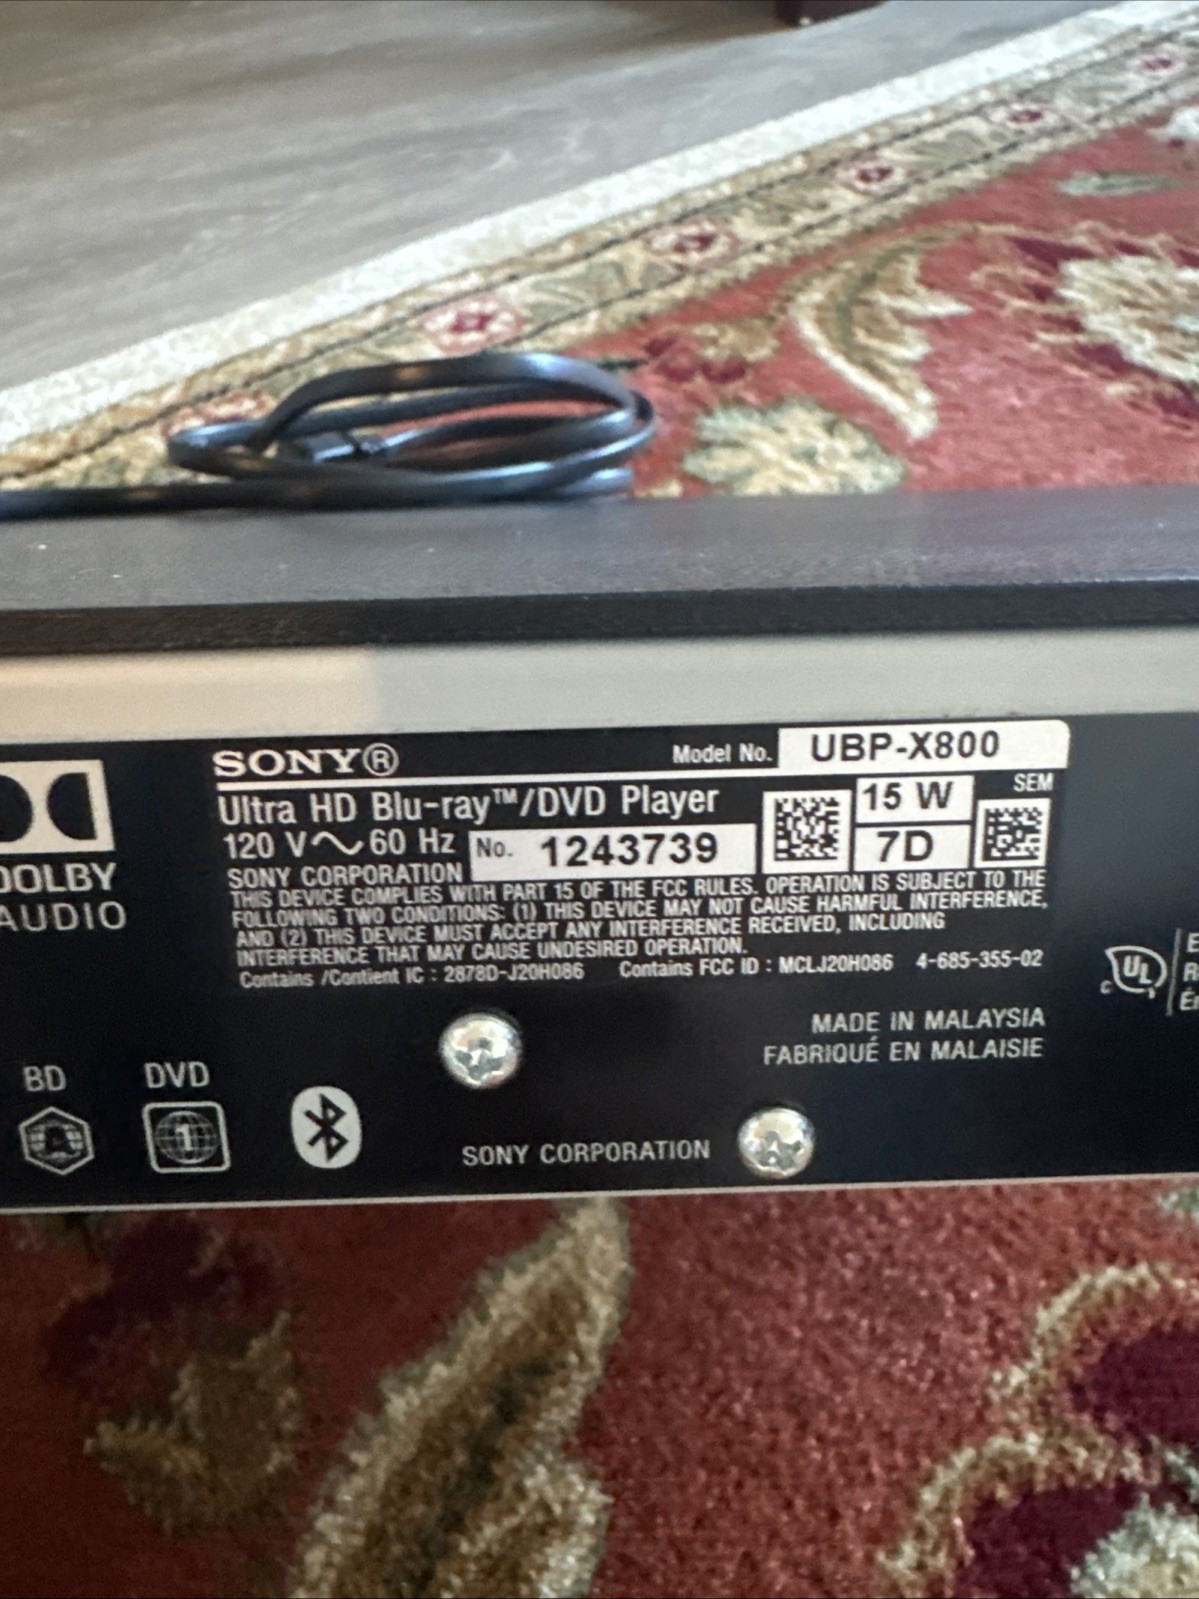 SONY®
Model No. UBP-X800
Ultra HD Blu-ray™/DVD Player
15 W
SEM
120 V～60 Hz
No. 1243739
7D
SONY CORPORATION
THIS DEVICE COMPLIES WITH PART 15 OF THE FCC RULES. OPERATION IS SUBJECT TO THE
FOLLOWING TWO CONDITIONS: (1) THIS DEVICE MAY NOT CAUSE HARMFUL INTERFERENCE,
AND (2) THIS DEVICE MUST ACCEPT ANY INTERFERENCE RECEIVED, INCLUDING
INTERFERENCE THAT MAY CAUSE UNDESIRED OPERATION.
Contains /Contient IC : 2878D-J20H086 Contains FCC ID : MCLJ20H086 4-685-355-02
DOLBY
AUDIO
C UL
MADE IN MALAYSIA
FABRIQUÉ EN MALAISIE
BD
DVD
A
1
SONY CORPORATION